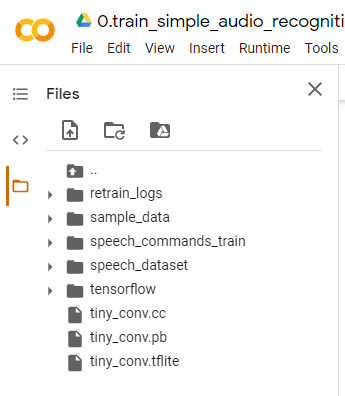 0.train_simple_audio_recogniti
File Edit View Insert Runtime Tools
Files
..
retrain_logs
sample_data
speech_commands_train
speech_dataset
tensorflow
tiny_conv.cc
tiny_conv.pb
tiny_conv.tflite